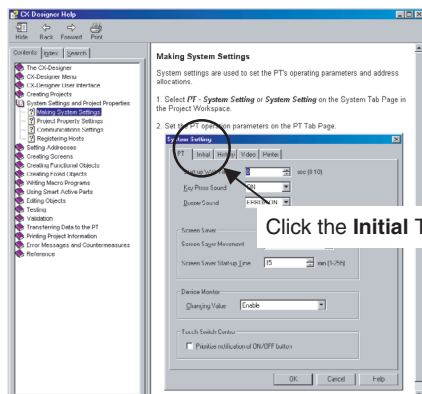 CX Designer Help
Hide Back Forward Print
Contents Index Search
The CX-Designer
CX-Designer Menu
CX-Designer User Interface
Creating Projects
System Settings and Project Properties
Making System Settings
Project Property Settings
Communications Settings
Registering Hosts
Setting Addresses
Creating Screens
Creating Functional Objects
Creating Fixed Objects
Writing Macro Programs
Using Smart Active Parts
Editing Objects
Testing
Validation
Transferring Data to the PT
Printing Project Information
Error Messages and Countermeasures
Reference
Making System Settings
System settings are used to set the PT's operating parameters and address
allocations.
1. Select PT - System Setting or System Setting on the System Tab Page in
the Project Workspace.
2. Set the PT operation parameters on the PT Tab Page.
System Setting
PT Initial History Video Printer
Start-up Wait 0 sec (0-10)
Key Press Sound ON
Buzzer Sound ERROR ON
Click the Initial T
Screen Saver
Screen Saver Movement
Screen Saver Start-up Time 15 min (1-255)
Device Monitor
Changing Value Enable
Touch Switch Control
Prioritize notification of ON/OFF button
OK Cancel Help